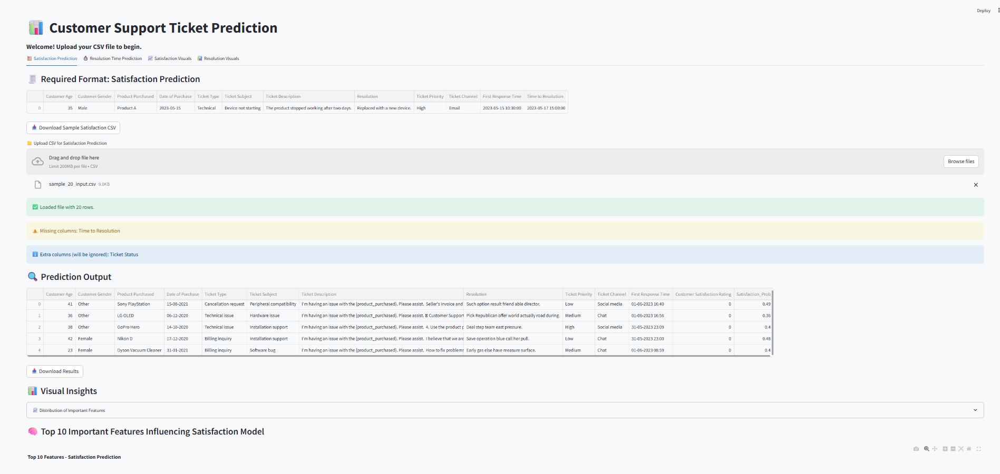 Deploy
Customer Support Ticket Prediction
Welcome! Upload your CSV file to begin.
Satisfaction Prediction Resolution Time Prediction Satisfaction Visuals Resolution Visuals
Required Format: Satisfaction Prediction
Customer Age Customer Gender Product Purchased Date of Purchase Ticket Type Ticket Subject Ticket Description Resolution Ticket Priority Ticket Channel First Response Time Time to Resolution
0 35 Male Product A 2023-05-15 Technical Device not starting The product stopped working after two days. Replaced with a new device. High Email 2023-05-15 10:30:00 2023-05-17 15:00:00
Download Sample Satisfaction CSV
Upload CSV for Satisfaction Prediction
Drag and drop file here
Limit 200MB per file • CSV
Browse files
sample_20_input.csv 9.0KB
Loaded file with 20 rows.
Missing columns: Time to Resolution
Extra columns (will be ignored): Ticket Status
Prediction Output
Customer Age Customer Gender Product Purchased Date of Purchase Ticket Type Ticket Subject Ticket Description Resolution Ticket Priority Ticket Channel First Response Time Customer Satisfaction Rating Satisfaction_Prob
0 41 Other Sony PlayStation 15-08-2021 Cancellation request Peripheral compatibility I'm having an issue with the {product_purchased}. Please assist. Seller's invoice and Such option result friend able director. Low Social media 01-06-2023 16:40 0 0.49
1 36 Other LG OLED 06-12-2020 Technical issue Hardware issue I'm having an issue with the {product_purchased}. Please assist. Customer Support Pick Republican offer world actually road during. Medium Chat 01-06-2023 16:56 0 0.36
2 38 Other GoPro Hero 14-10-2020 Technical issue Installation support I'm having an issue with the {product_purchased}. Please assist. 4. Use the product p Deal step team east pressure. High Social media 31-05-2023 23:09 0 0.4
3 42 Female Nikon D 17-12-2020 Billing inquiry Installation support I'm having an issue with the {product_purchased}. Please assist. I believe that we are Save operation blue call her pull. Low Chat 31-05-2023 23:00 0 0.48
4 23 Female Dyson Vacuum Cleaner 31-01-2021 Billing inquiry Software bug I'm having an issue with the {product_purchased}. Please assist. How to fix problems Early gas else have measure surface. Medium Chat 01-06-2023 08:59 0 0.4
Download Results
Visual Insights
Distribution of Important Features
Top 10 Important Features Influencing Satisfaction Model
Top 10 Features - Satisfaction Prediction